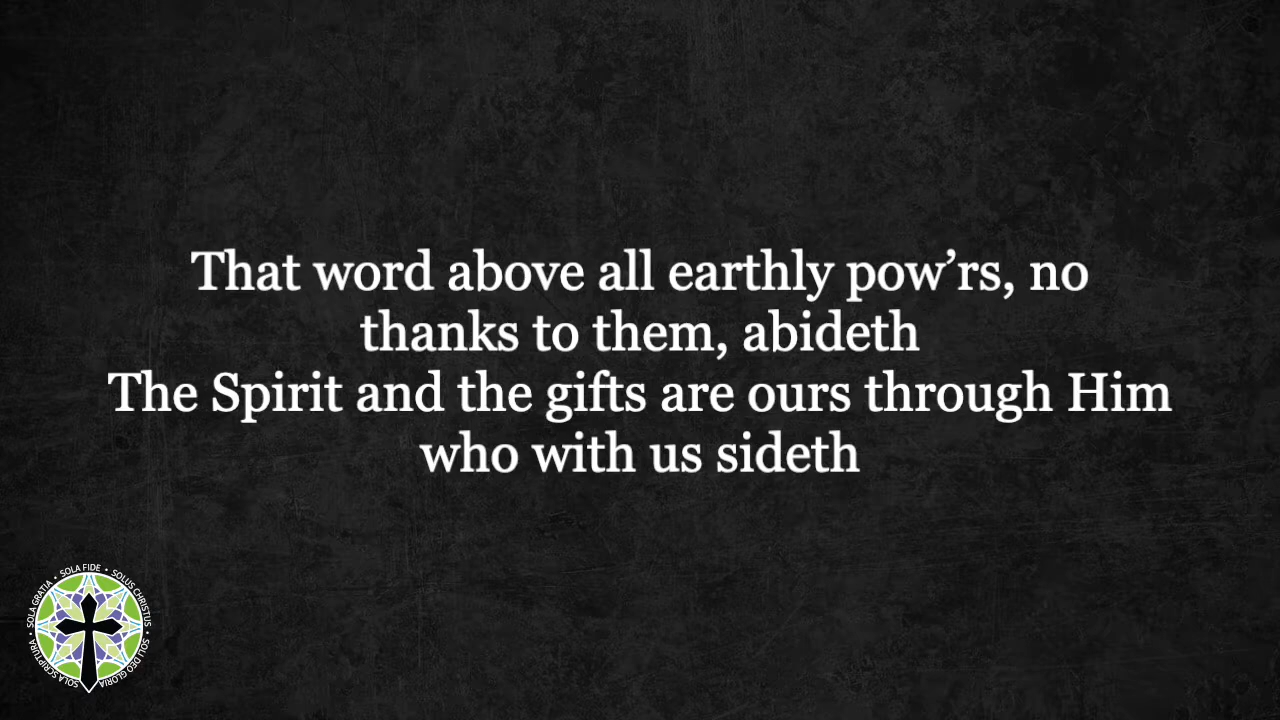 That word above all earthly pow’rs, no
thanks to them, abideth
The Spirit and the gifts are ours through Him
who with us sideth
SOLA SCRIPTURA • SOLA GRATIA • SOLA FIDE • SOLUS CHRISTUS • SOLI DEO GLORIA